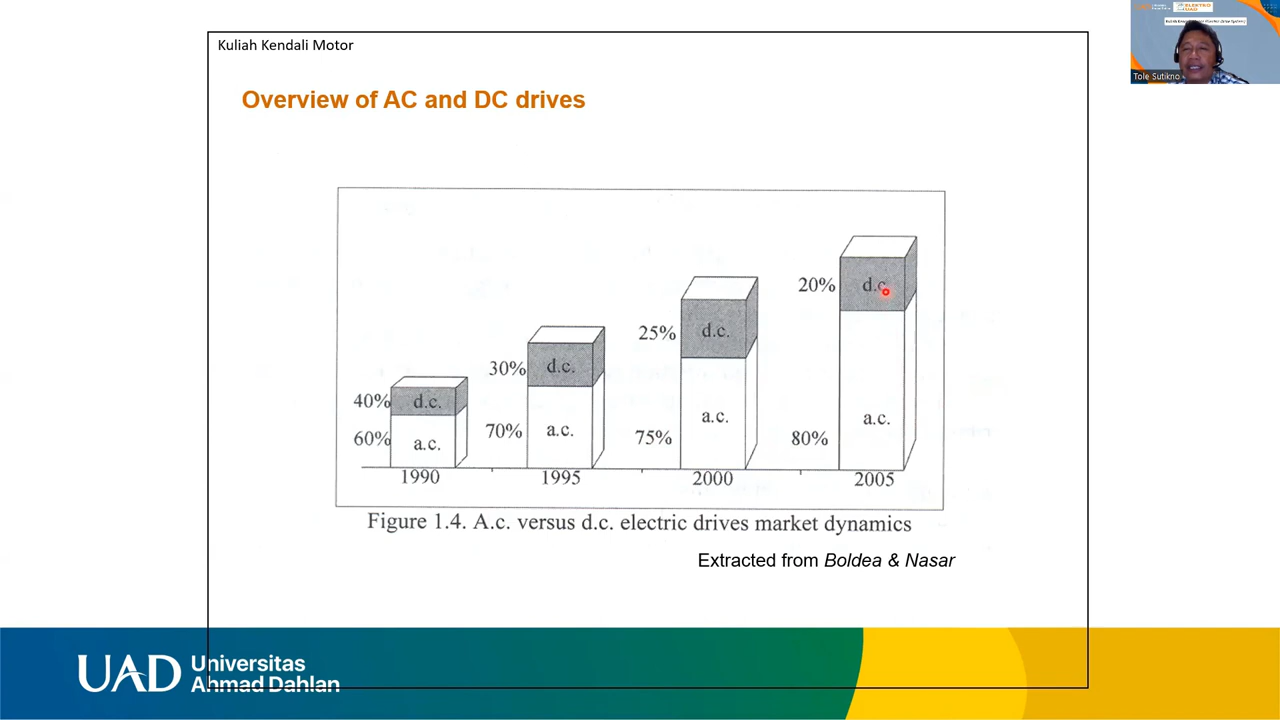 Kuliah Kendali Motor
Overview of AC and DC drives
20%
d.c.
25%
d.c.
30%
d.c.
40%
d.c.
60%
a.c.
70%
a.c.
75%
a.c.
80%
a.c.
1990
1995
2000
2005
Figure 1.4. A.c. versus d.c. electric drives market dynamics
Extracted from Boldea & Nasar
UAD
Universitas
Ahmad Dahlan
Tole Sutikno